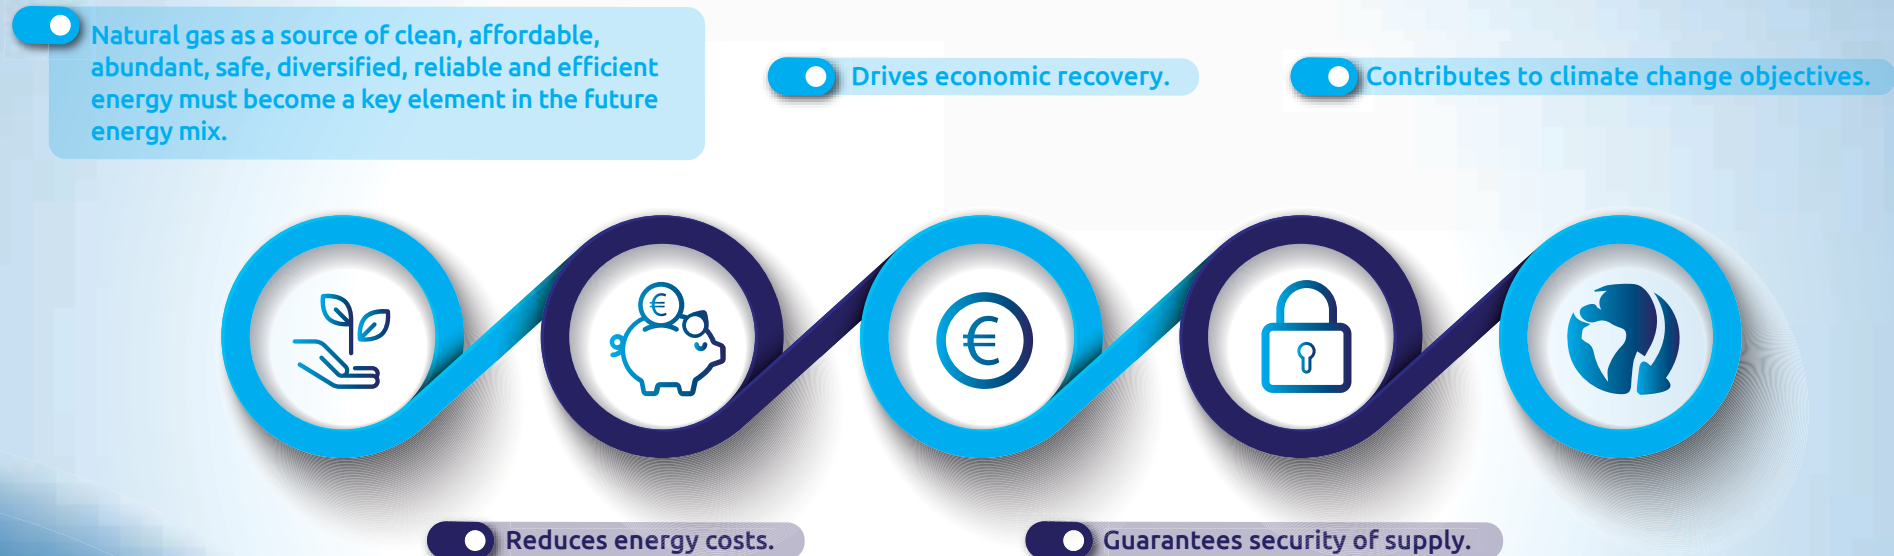 Natural gas as a source of clean, affordable,
abundant, safe, diversified, reliable and efficient
energy must become a key element in the future
energy mix.
Drives economic recovery.
Contributes to climate change objectives.
€
€
Reduces energy costs.
Guarantees security of supply.